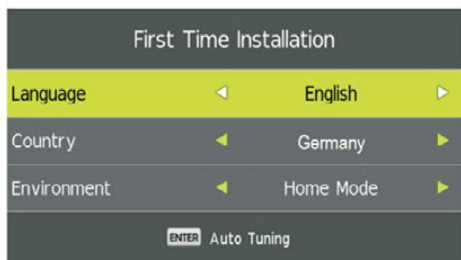 First Time Installation
Language English
Country Germany
Environment Home Mode
ENTER Auto Tuning